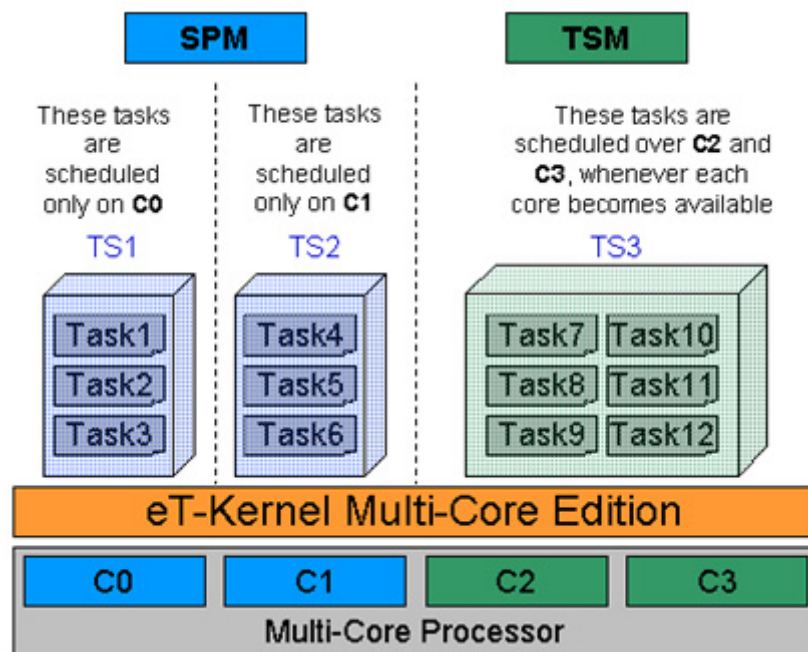 SPM
TSM
These tasks
are
scheduled
only on C0
These tasks
are
scheduled
only on C1
These tasks are
scheduled over C2 and
C3, whenever each
core becomes available
TS1
TS2
TS3
Task1
Task2
Task3
Task4
Task5
Task6
Task7
Task8
Task9
Task10
Task11
Task12
eT-Kernel Multi-Core Edition
C0
C1
C2
C3
Multi-Core Processor